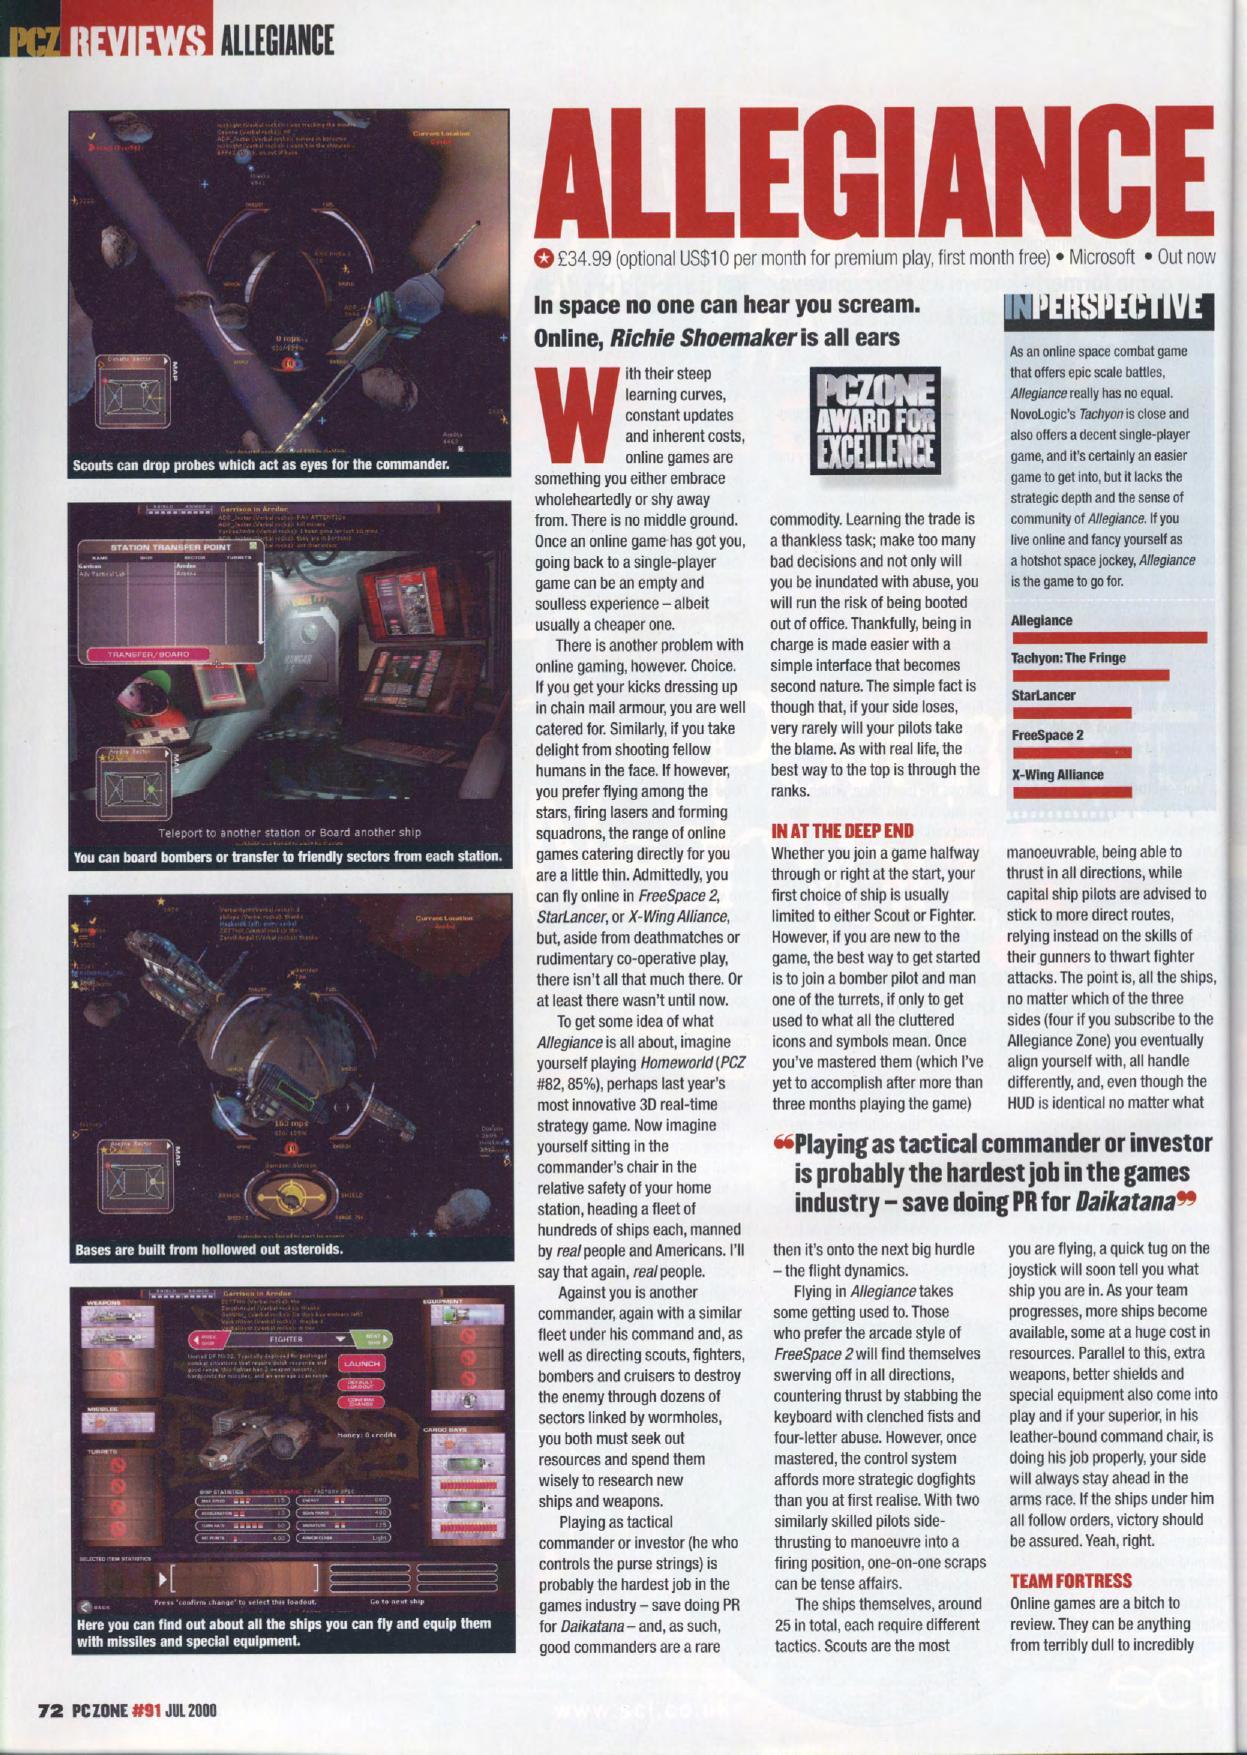 PCZ REVIEWS ALLEGIANCE
Scouts can drop probes which act as eyes for the commander.
STATION TRANSFER POINT
TRANSFER/BOARD
Teleport to another station or Board another ship
You can board bombers or transfer to friendly sectors from each station.
Bases are built from hollowed out asteroids.
Garrison in Aredne
WEAPONS
EQUIPMENT
FIGHTER
LAUNCH
MISSILES
Money: 0 credits
CARGO BAYS
TURRETS
SELECTED ITEM STATISTICS
BACK
Press 'confirm change' to select this loadout.
Go to next ship
Here you can find out about all the ships you can fly and equip them
with missiles and special equipment.
ALLEGIANCE
£34.99 (optional US$10 per month for premium play, first month free) • Microsoft • Out now
In space no one can hear you scream.
Online, Richie Shoemaker is all ears
With their steep
learning curves,
constant updates
and inherent costs,
online games are
something you either embrace
wholeheartedly or shy away
from. There is no middle ground.
Once an online game has got you,
going back to a single-player
game can be an empty and
soulless experience – albeit
usually a cheaper one.
There is another problem with
online gaming, however. Choice.
If you get your kicks dressing up
in chain mail armour, you are well
catered for. Similarly, if you take
delight from shooting fellow
humans in the face. If however,
you prefer flying among the
stars, firing lasers and forming
squadrons, the range of online
games catering directly for you
are a little thin. Admittedly, you
can fly online in FreeSpace 2,
StarLancer, or X-Wing Alliance,
but, aside from deathmatches or
rudimentary co-operative play,
there isn't all that much there. Or
at least there wasn't until now.
To get some idea of what
Allegiance is all about, imagine
yourself playing Homeworld (PCZ
#82, 85%), perhaps last year's
most innovative 3D real-time
strategy game. Now imagine
yourself sitting in the
commander's chair in the
relative safety of your home
station, heading a fleet of
hundreds of ships each, manned
by real people and Americans. I'll
say that again, real people.
Against you is another
commander, again with a similar
fleet under his command and, as
well as directing scouts, fighters,
bombers and cruisers to destroy
the enemy through dozens of
sectors linked by wormholes,
you both must seek out
resources and spend them
wisely to research new
ships and weapons.
Playing as tactical
commander or investor (he who
controls the purse strings) is
probably the hardest job in the
games industry – save doing PR
for Daikatana – and, as such,
good commanders are a rare
PCZONE
AWARD FOR
EXCELLENCE
commodity. Learning the trade is
a thankless task; make too many
bad decisions and not only will
you be inundated with abuse, you
will run the risk of being booted
out of office. Thankfully, being in
charge is made easier with a
simple interface that becomes
second nature. The simple fact is
though that, if your side loses,
very rarely will your pilots take
the blame. As with real life, the
best way to the top is through the
ranks.
IN AT THE DEEP END
Whether you join a game halfway
through or right at the start, your
first choice of ship is usually
limited to either Scout or Fighter.
However, if you are new to the
game, the best way to get started
is to join a bomber pilot and man
one of the turrets, if only to get
used to what all the cluttered
icons and symbols mean. Once
you've mastered them (which I've
yet to accomplish after more than
three months playing the game)
“Playing as tactical commander or investor
is probably the hardest job in the games
industry – save doing PR for Daikatana”
then it's onto the next big hurdle
– the flight dynamics.
Flying in Allegiance takes
some getting used to. Those
who prefer the arcade style of
FreeSpace 2 will find themselves
swerving off in all directions,
countering thrust by stabbing the
keyboard with clenched fists and
four-letter abuse. However, once
mastered, the control system
affords more strategic dogfights
than you at first realise. With two
similarly skilled pilots side-
thrusting to manoeuvre into a
firing position, one-on-one scraps
can be tense affairs.
The ships themselves, around
25 in total, each require different
tactics. Scouts are the most
INPERSPECTIVE
As an online space combat game
that offers epic scale battles,
Allegiance really has no equal.
NovoLogic's Tachyon is close and
also offers a decent single-player
game, and it's certainly an easier
game to get into, but it lacks the
strategic depth and the sense of
community of Allegiance. If you
live online and fancy yourself as
a hotshot space jockey, Allegiance
is the game to go for.
Allegiance
Tachyon: The Fringe
StarLancer
FreeSpace 2
X-Wing Alliance
manoeuvrable, being able to
thrust in all directions, while
capital ship pilots are advised to
stick to more direct routes,
relying instead on the skills of
their gunners to thwart fighter
attacks. The point is, all the ships,
no matter which of the three
sides (four if you subscribe to the
Allegiance Zone) you eventually
align yourself with, all handle
differently, and, even though the
HUD is identical no matter what
you are flying, a quick tug on the
joystick will soon tell you what
ship you are in. As your team
progresses, more ships become
available, some at a huge cost in
resources. Parallel to this, extra
weapons, better shields and
special equipment also come into
play and if your superior, in his
leather-bound command chair, is
doing his job properly, your side
will always stay ahead in the
arms race. If the ships under him
all follow orders, victory should
be assured. Yeah, right.
TEAM FORTRESS
Online games are a bitch to
review. They can be anything
from terribly dull to incredibly
72 PC ZONE #91 JUL 2000